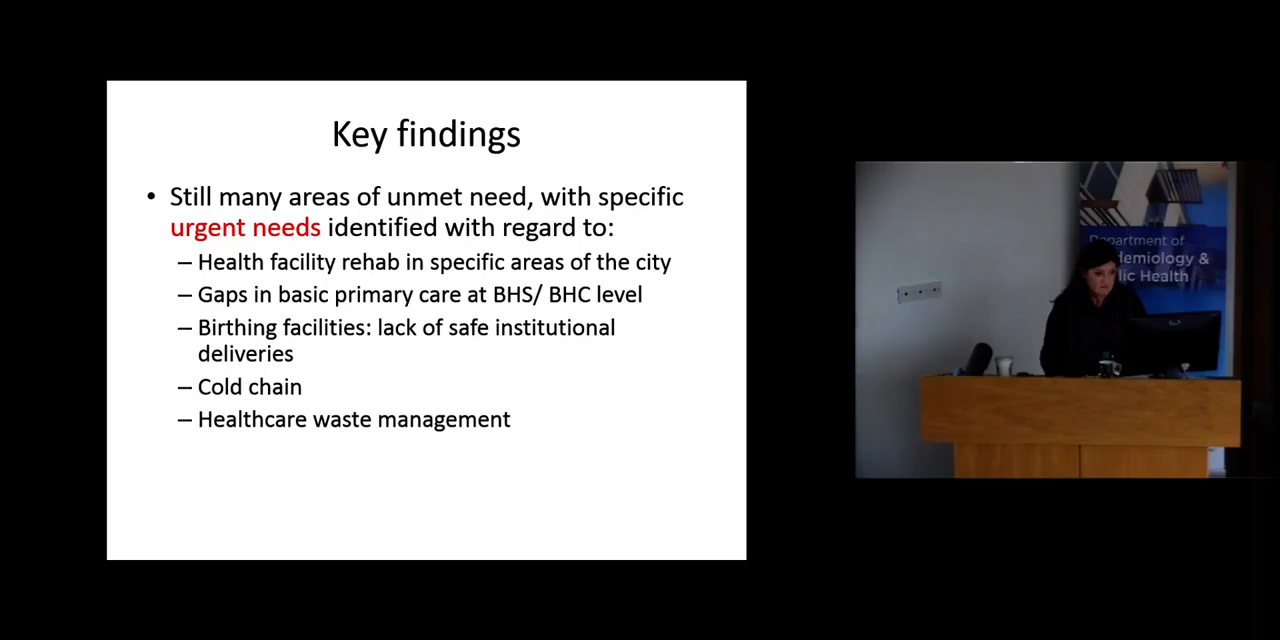 Key findings
• Still many areas of unmet need, with specific
urgent needs identified with regard to:
– Health facility rehab in specific areas of the city
– Gaps in basic primary care at BHS/ BHC level
– Birthing facilities: lack of safe institutional
deliveries
– Cold chain
– Healthcare waste management
Department of
demiology &
lic Health